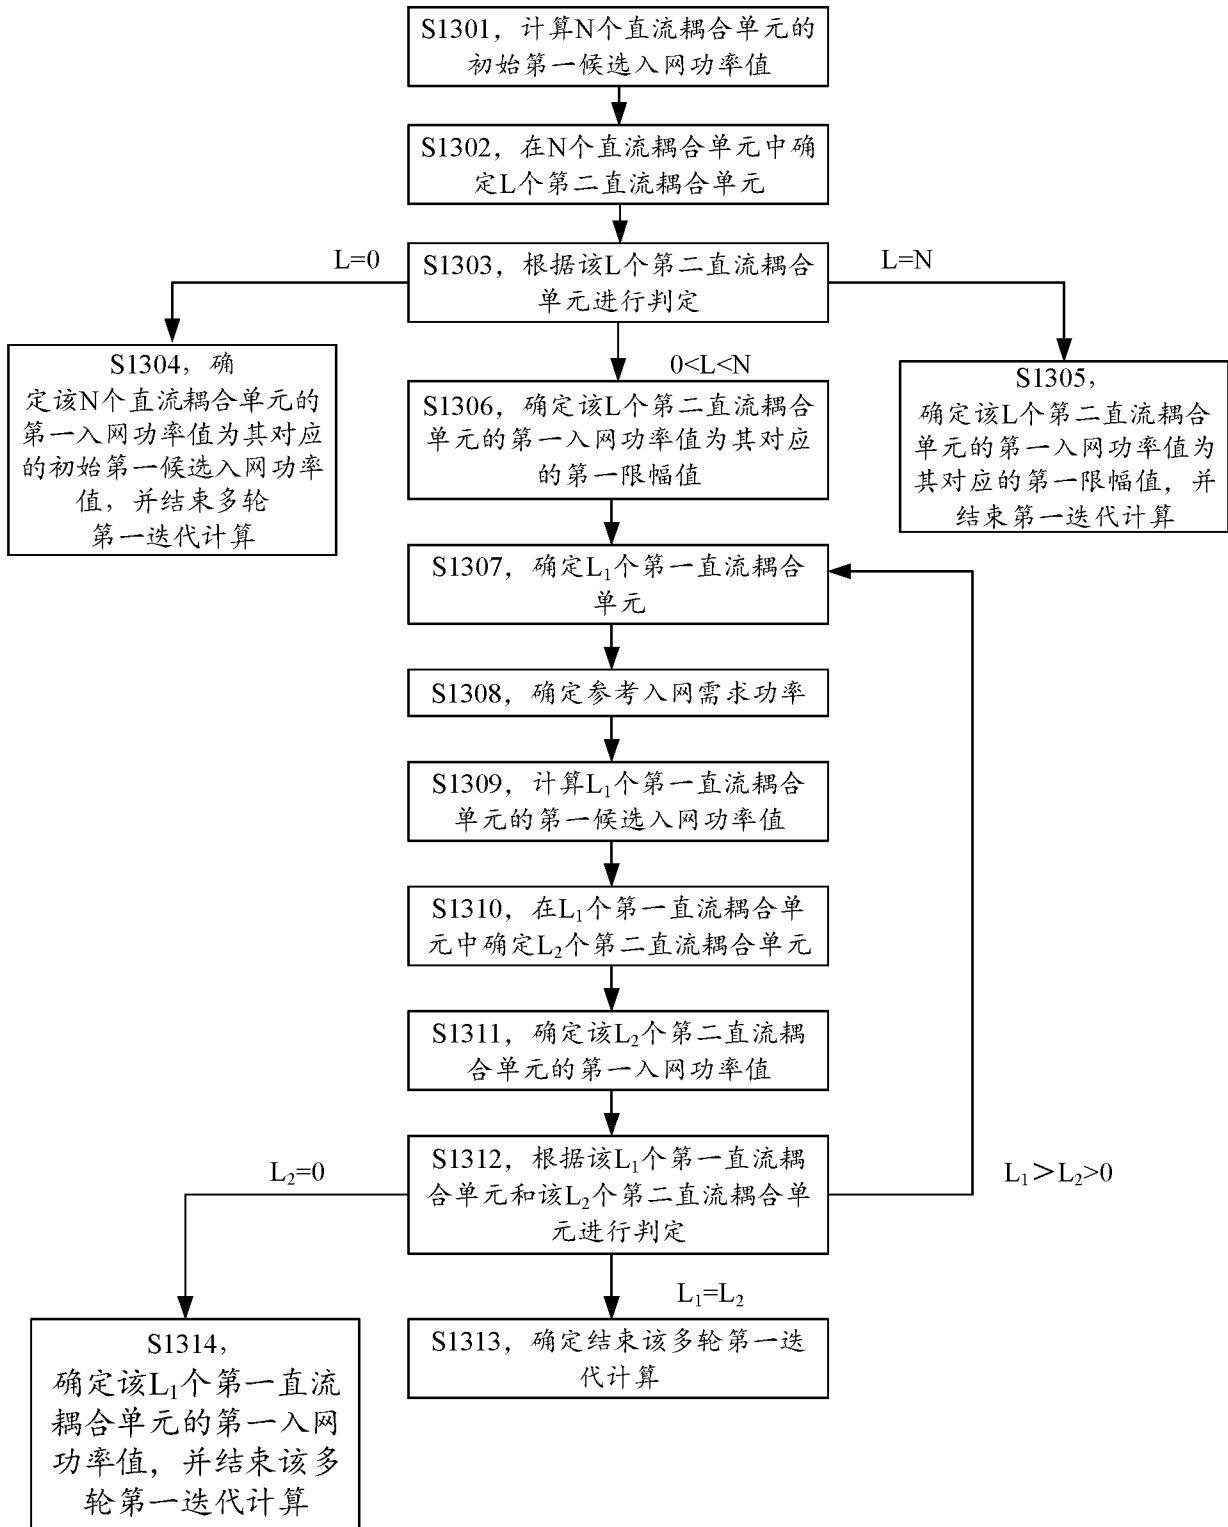 S1301，计算N个直流耦合单元的
初始第一候选入网功率值
S1302，在N个直流耦合单元中确
定L个第二直流耦合单元
L=0
S1303，根据该L个第二直流耦合
单元进行判定
L=N
S1304，确
定该N个直流耦合单元的
第一入网功率值为其对应
的初始第一候选入网功率
值，并结束多轮
第一迭代计算
0<L<N
S1305，
确定该L个第二直流耦合
单元的第一入网功率值为
其对应的第一限幅值，并
结束第一迭代计算
S1306，确定该L个第二直流耦合
单元的第一入网功率值为其对应
的第一限幅值
S1307，确定L₁个第一直流耦合
单元
S1308，确定参考入网需求功率
S1309，计算L₁个第一直流耦合
单元的第一候选入网功率值
S1310，在L₁个第一直流耦合单
元中确定L₂个第二直流耦合单元
S1311，确定该L₂个第二直流耦
合单元的第一入网功率值
L₂=0
S1312，根据该L₁个第一直流耦
合单元和该L₂个第二直流耦合单
元进行判定
L₁＞L₂>0
L₁=L₂
S1313，确定结束该多轮第一迭
代计算
S1314，
确定该L₁个第一直流
耦合单元的第一入网
功率值，并结束该多
轮第一迭代计算